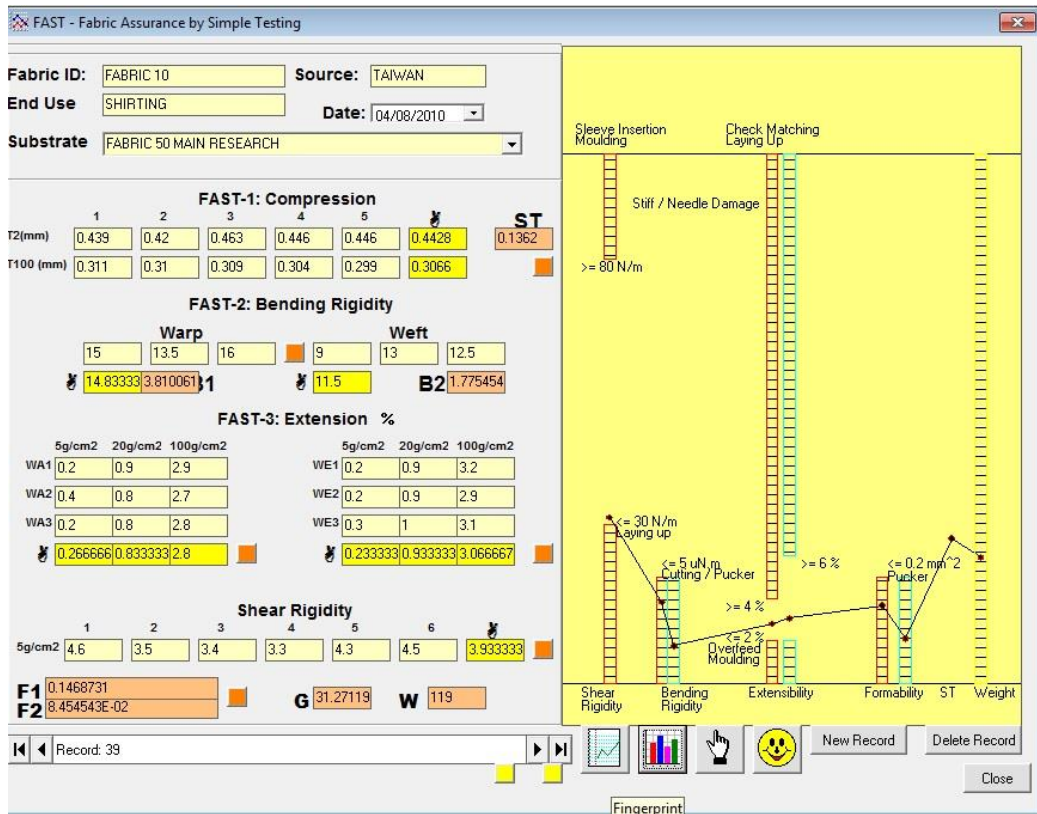 FAST - Fabric Assurance by Simple Testing
Fabric ID: FABRIC 10 Source: TAIWAN
End Use SHIRTING Date: 04/08/2010
Substrate FABRIC 50 MAIN RESEARCH
FAST-1: Compression
1 2 3 4 5 ST
T2(mm) 0.439 0.42 0.463 0.446 0.446 0.4428 0.1362
T100 (mm) 0.311 0.31 0.309 0.304 0.299 0.3066
FAST-2: Bending Rigidity
Warp Weft
15 13.5 16 9 13 12.5
14.83333 3.810061 B1 11.5 B2 1.775454
FAST-3: Extension %
5g/cm2 20g/cm2 100g/cm2 5g/cm2 20g/cm2 100g/cm2
WA1 0.2 0.9 2.9 WE1 0.2 0.9 3.2
WA2 0.4 0.8 2.7 WE2 0.2 0.9 2.9
WA3 0.2 0.8 2.8 WE3 0.3 1 3.1
0.266666 0.833333 2.8 0.233333 0.933333 3.066667
Shear Rigidity
1 2 3 4 5 6
5g/cm2 4.6 3.5 3.4 3.3 4.3 4.5 3.933333
F1 0.1468731
F2 8.454543E-02
G 31.27119 W 119
Record: 39
Sleeve Insertion
Moulding
Check Matching
Laying Up
Stiff / Needle Damage
>= 80 N/m
<= 30 N/m
Laying up
<= 5 uN.m
Cutting / Pucker
>= 6 %
<= 0.2 mm^2
Pucker
>= 4 %
<= 2 %
Overfeed
Moulding
Shear
Rigidity
Bending
Rigidity
Extensibility
Formability
ST
Weight
New Record
Delete Record
Close
Fingerprint